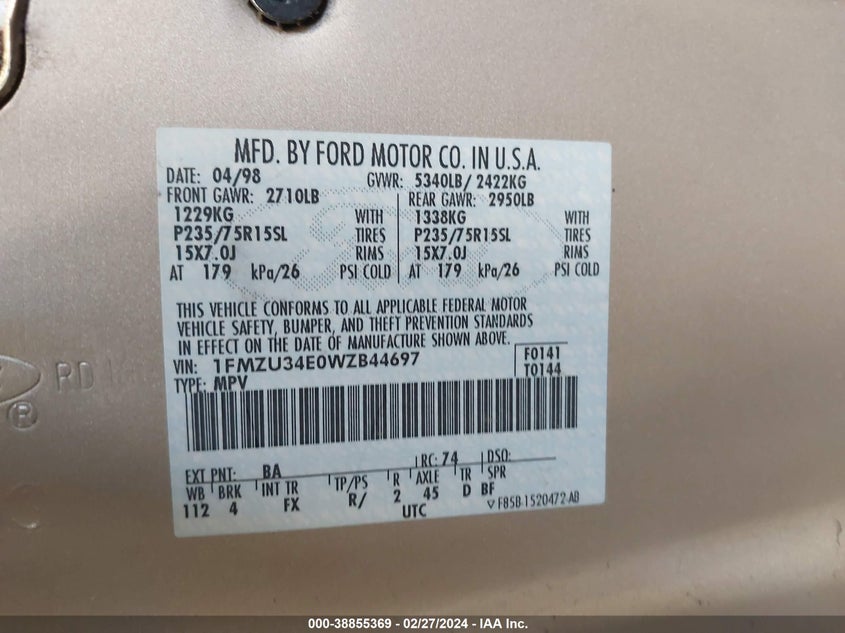 MFD. BY FORD MOTOR CO. IN U.S.A.
DATE: 04/98 GVWR: 5340LB/ 2422KG
FRONT GAWR: 2710LB REAR GAWR: 2950LB
1229KG WITH 1338KG WITH
P235/75R15SL TIRES P235/75R15SL TIRES
15X7.0J RIMS 15X7.0J RIMS
AT 179 kPa/26 PSI COLD AT 179 kPa/26 PSI COLD
THIS VEHICLE CONFORMS TO ALL APPLICABLE FEDERAL MOTOR
VEHICLE SAFETY, BUMPER, AND THEFT PREVENTION STANDARDS
IN EFFECT ON THE DATE OF MANUFACTURE SHOWN ABOVE.
VIN: 1FMZU34E0WZB44697 F0141
TYPE: MPV T0144
RD
®
EXT PNT: BA RC: 74 DSO:
WB BRK INT TR TP/PS R AXLE TR SPR
112 4 FX R/ 2 45 D BF
UTC ▽ F85B-1520472-AB
000-38855369 - 02/27/2024 - IAA Inc.